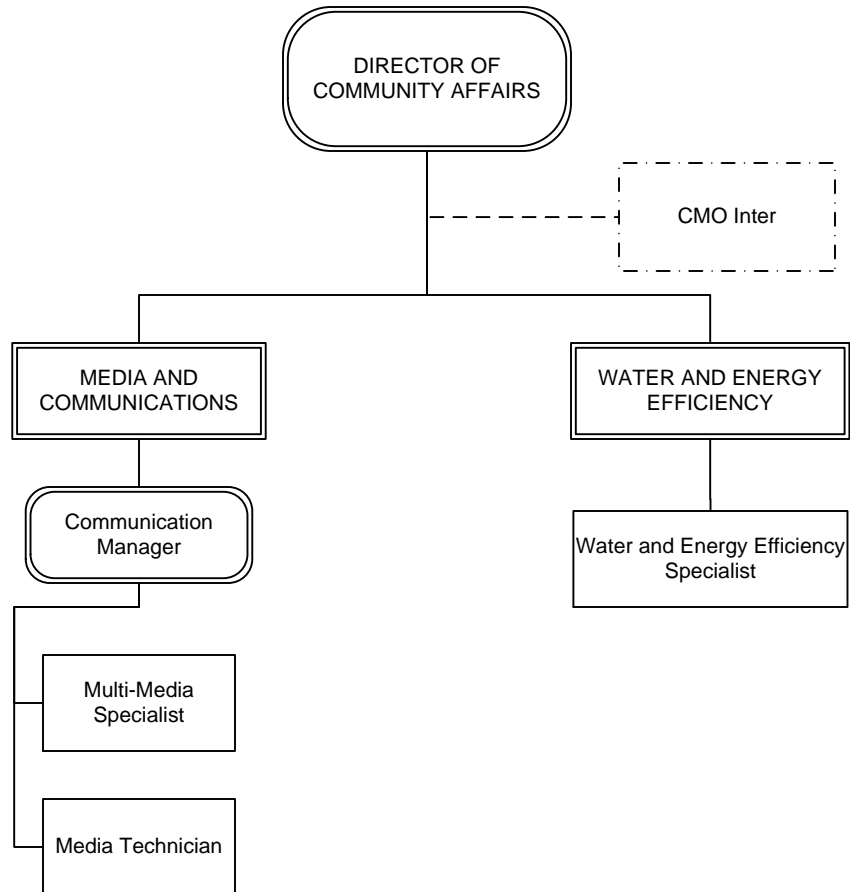 DIRECTOR OF
COMMUNITY AFFAIRS
CMO Inter
MEDIA AND
COMMUNICATIONS
WATER AND ENERGY
EFFICIENCY
Communication
Manager
Water and Energy Efficiency
Specialist
Multi-Media
Specialist
Media Technician